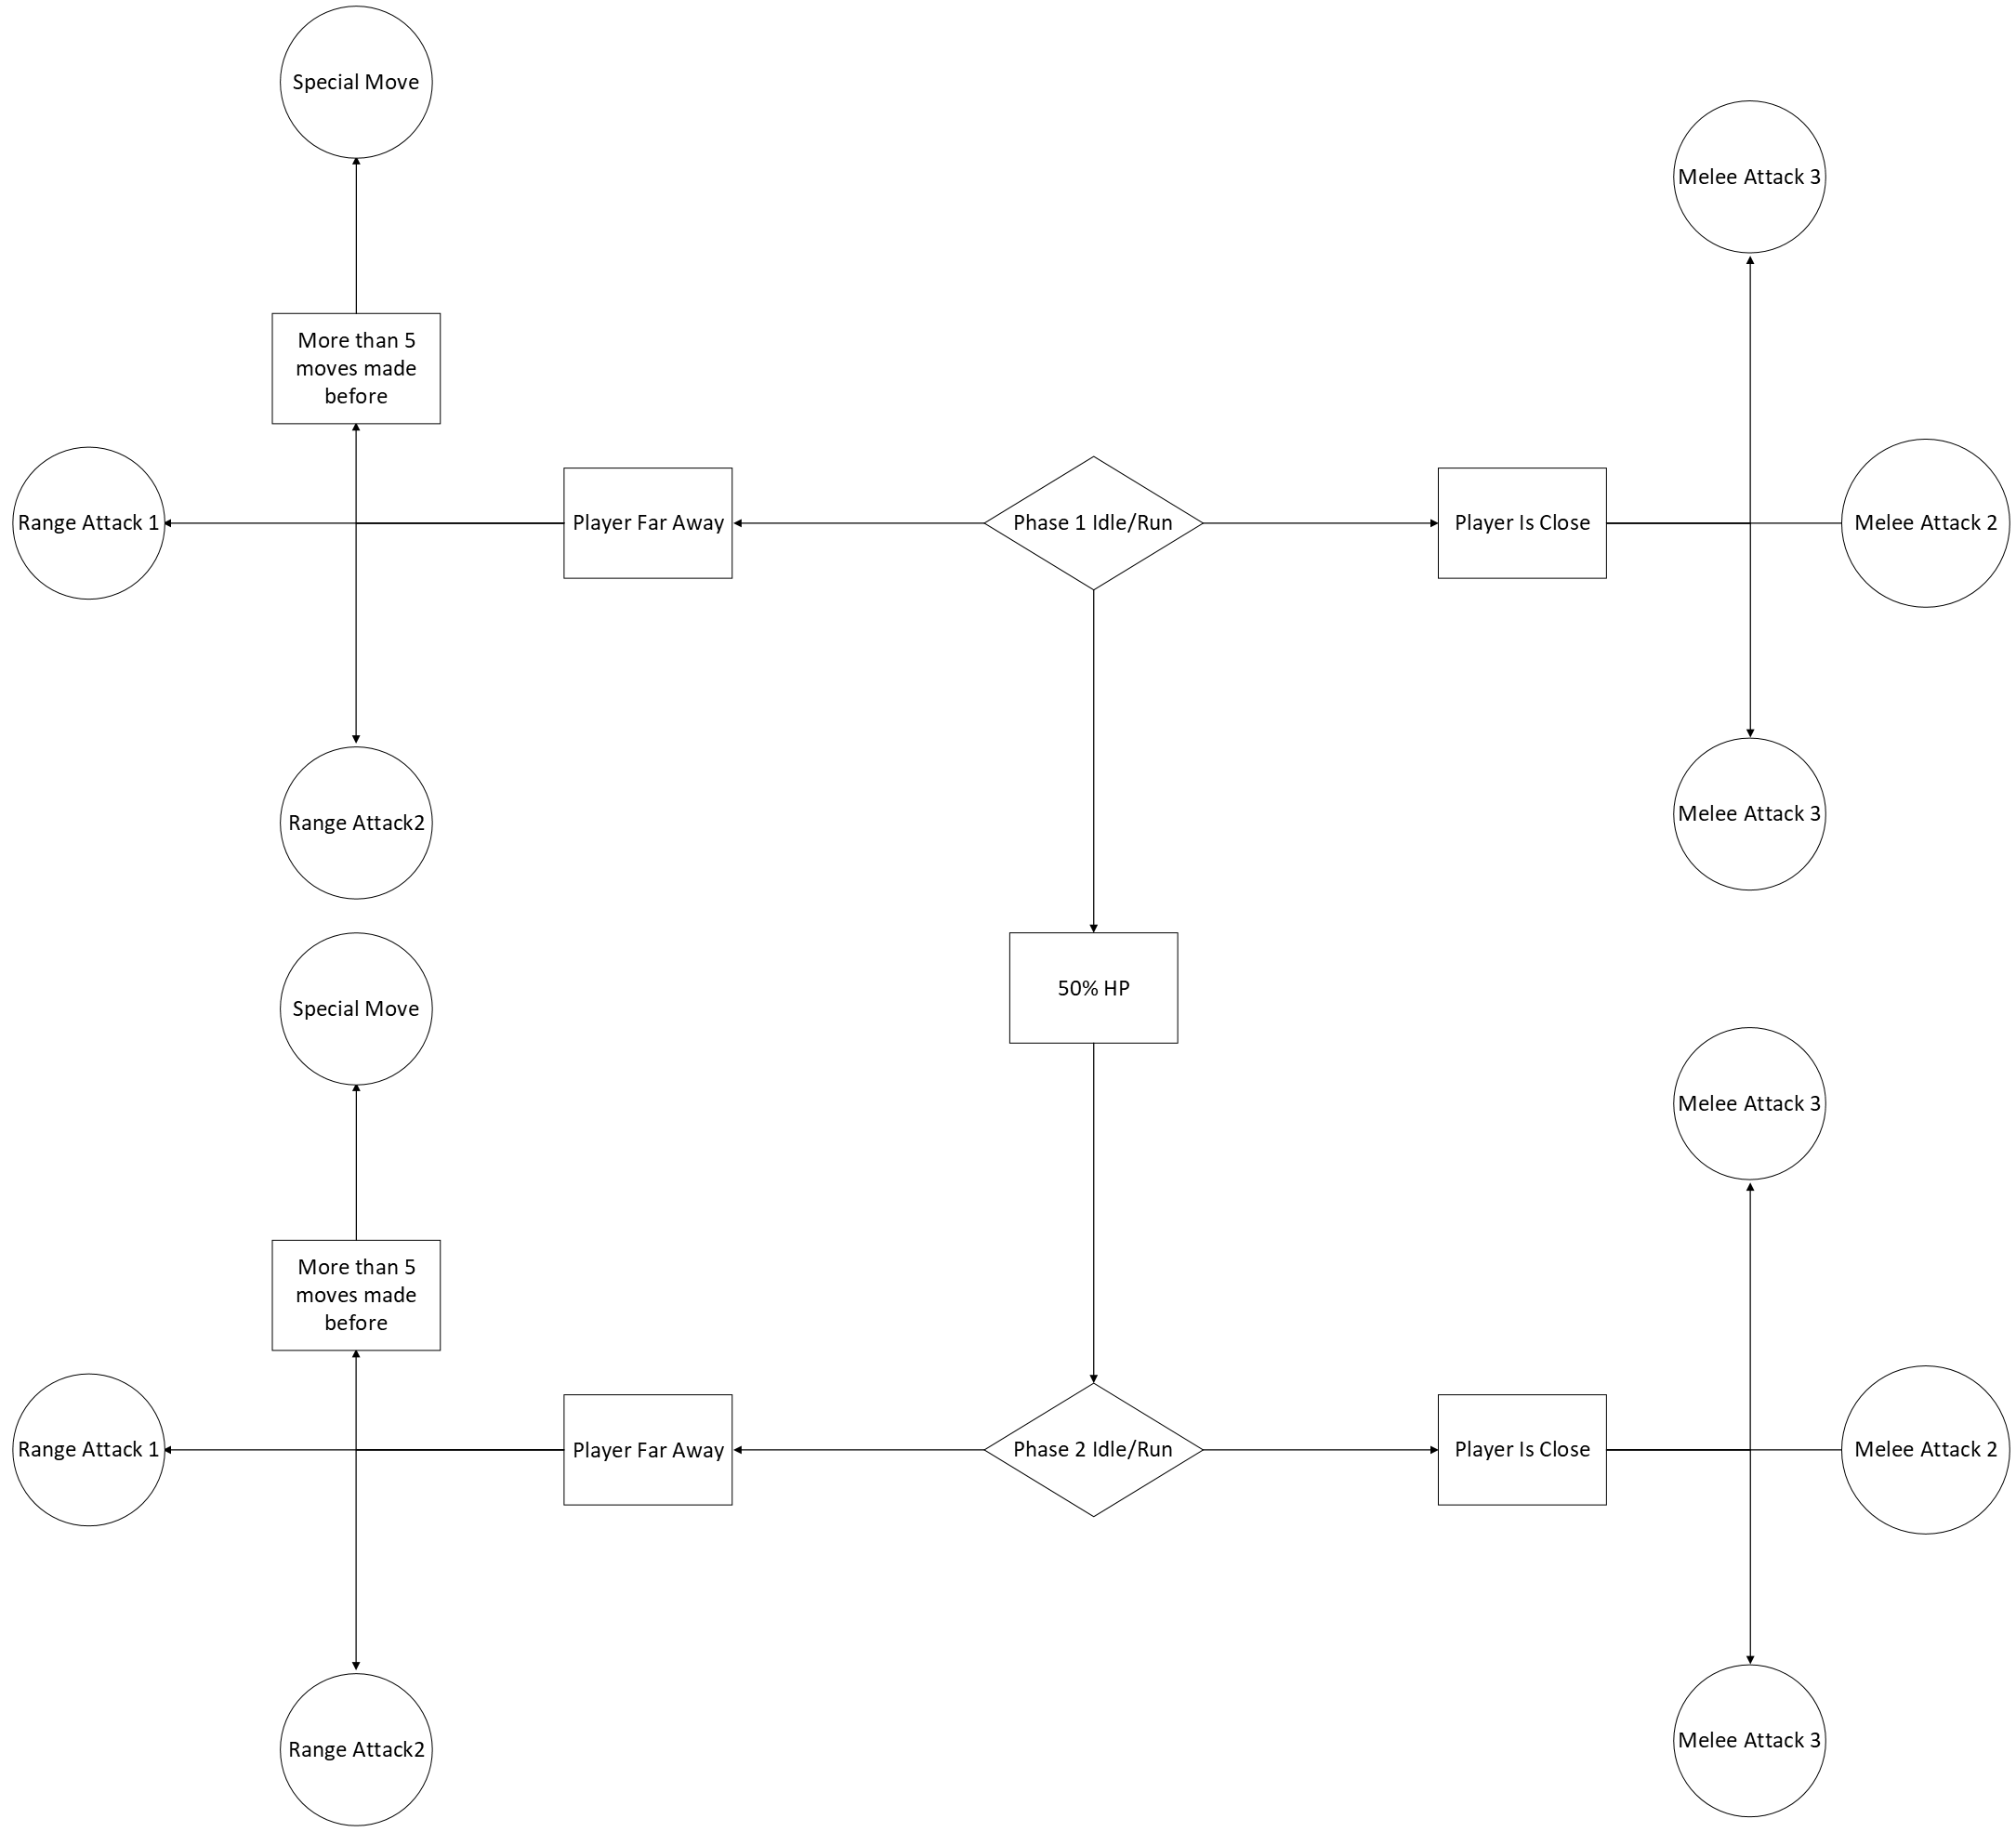 Special Move
Melee Attack 3
More than 5
moves made
before
Range Attack 1
Player Far Away
Phase 1 Idle/Run
Player Is Close
Melee Attack 2
Range Attack2
Melee Attack 3
50% HP
Special Move
Melee Attack 3
More than 5
moves made
before
Range Attack 1
Player Far Away
Phase 2 Idle/Run
Player Is Close
Melee Attack 2
Range Attack2
Melee Attack 3